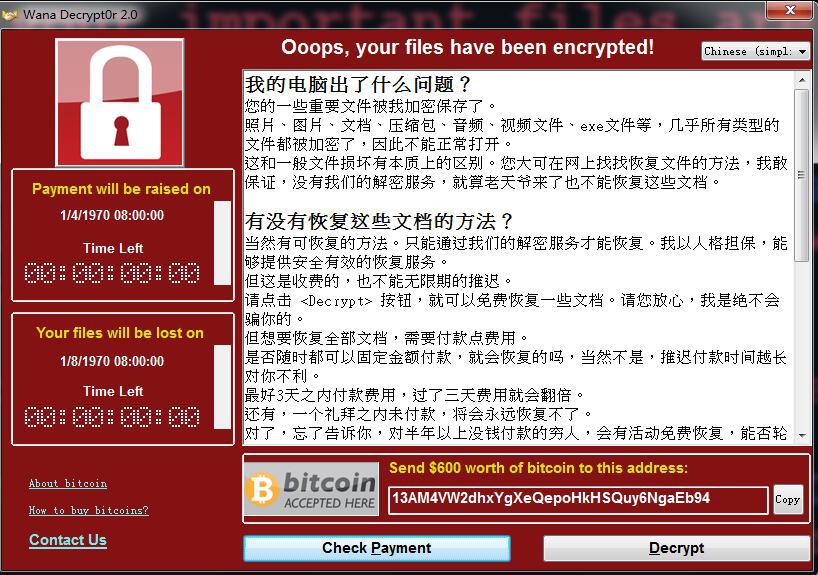 Wana Decrypt0r 2.0
Ooops, your files have been encrypted!
Chinese (simpl:
Payment will be raised on
1/4/1970 08:00:00
Time Left
00:00:00:00
Your files will be lost on
1/8/1970 08:00:00
Time Left
00:00:00:00
About bitcoin
How to buy bitcoins?
Contact Us
我的电脑出了什么问题？
您的一些重要文件被我加密保存了。
照片、图片、文档、压缩包、音频、视频文件、exe文件等，几乎所有类型的
文件都被加密了，因此不能正常打开。
这和一般文件损坏有本质上的区别。您大可在网上找找恢复文件的方法，我敢
保证，没有我们的解密服务，就算老天爷来了也不能恢复这些文档。
有没有恢复这些文档的方法？
当然有可恢复的方法。只能通过我们的解密服务才能恢复。我以人格担保，能
够提供安全有效的恢复服务。
但这是收费的，也不能无限期的推迟。
请点击 <Decrypt> 按钮，就可以免费恢复一些文档。请您放心，我是绝不会
骗你的。
但想要恢复全部文档，需要付款点费用。
是否随时都可以固定金额付款，就会恢复的吗，当然不是，推迟付款时间越长
对你不利。
最好3天之内付款费用，过了三天费用就会翻倍。
还有，一个礼拜之内未付款，将会永远恢复不了。
对了，忘了告诉你，对半年以上没钱付款的穷人，会有活动免费恢复，能否轮
bitcoin
ACCEPTED HERE
Send $600 worth of bitcoin to this address:
13AM4VW2dhxYgXeQepoHkHSQuy6NgaEb94
Copy
Check Payment
Decrypt